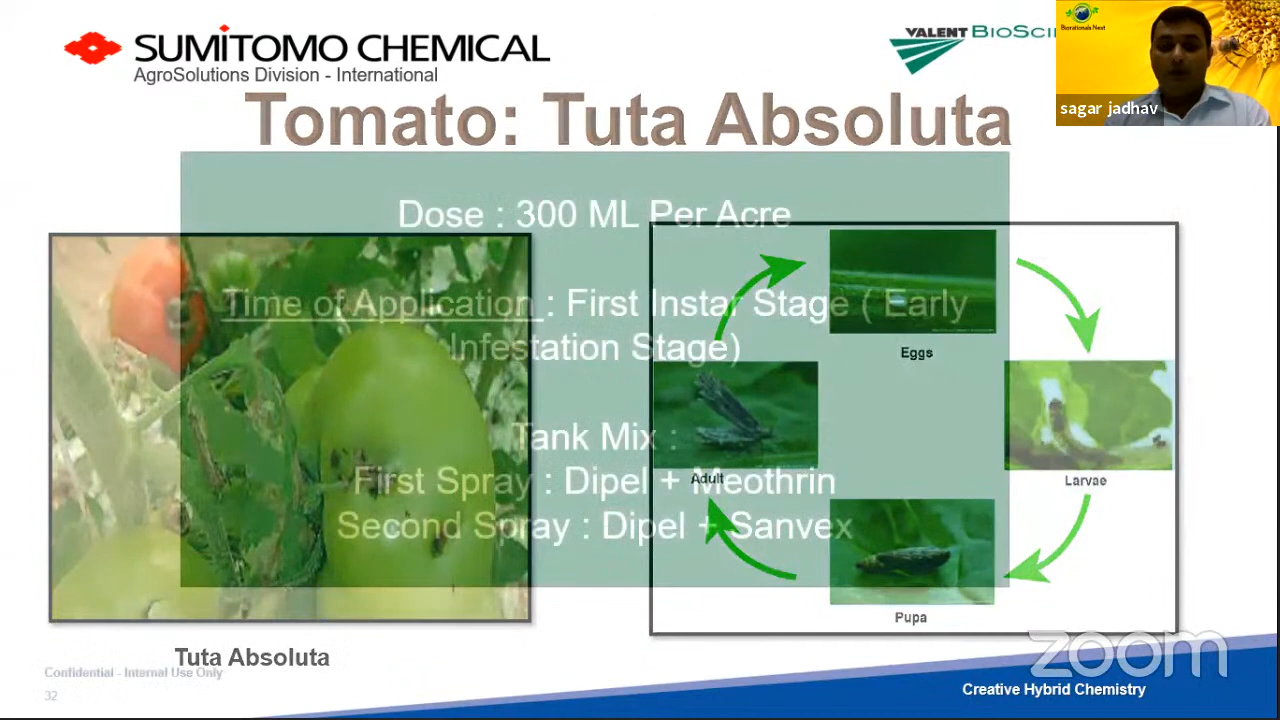 SUMITOMO CHEMICAL
AgroSolutions Division - International
VALENT BIOSCI
Biorationals Next
sagar jadhav
Tomato: Tuta Absoluta
Dose : 300 ML Per Acre
Time of Application : First Instar Stage ( Early
Infestation Stage)
Tank Mix :
First Spray : Dipel + Meothrin
Second Spray : Dipel + Sanvex
Eggs
Adult
Larvae
Pupa
Tuta Absoluta
Confidential - Internal Use Only
32
zoom
Creative Hybrid Chemistry